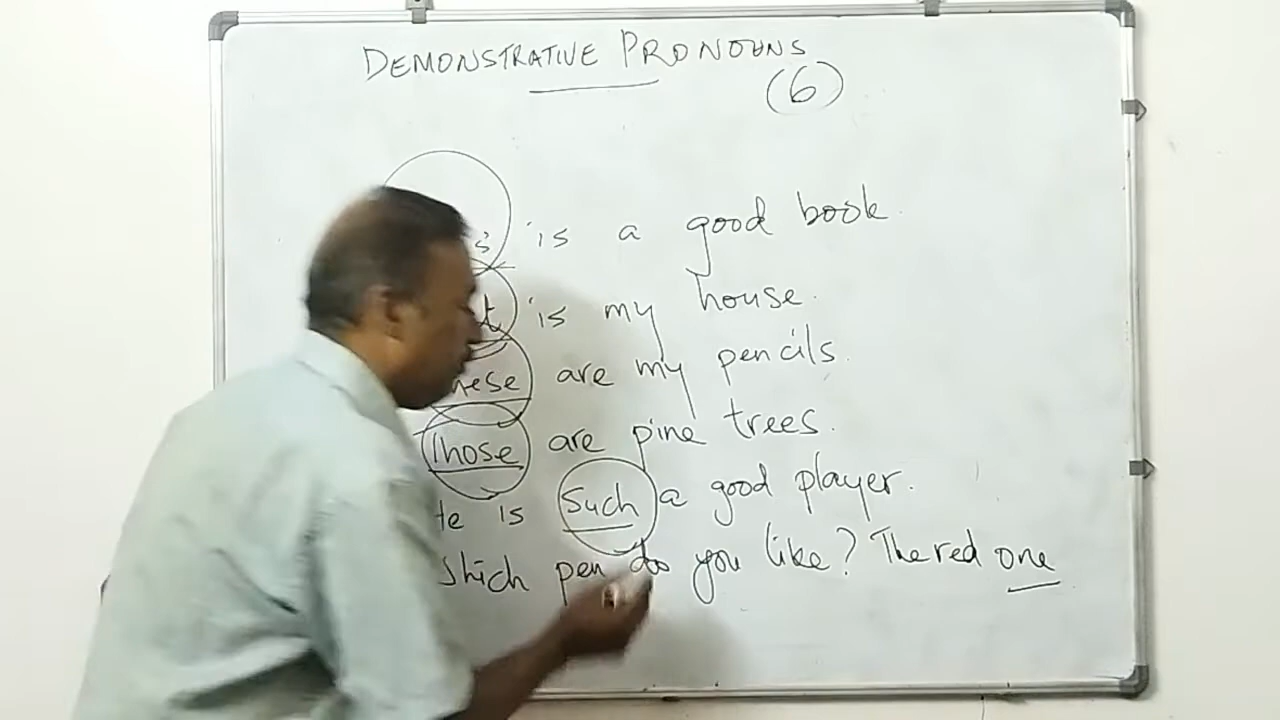 DEMONSTRATIVE PRONOUNS
(6)
is a good book.
is my house.
are my pencils.
Those are pine trees.
is such a good player.
pen do you like? The red one